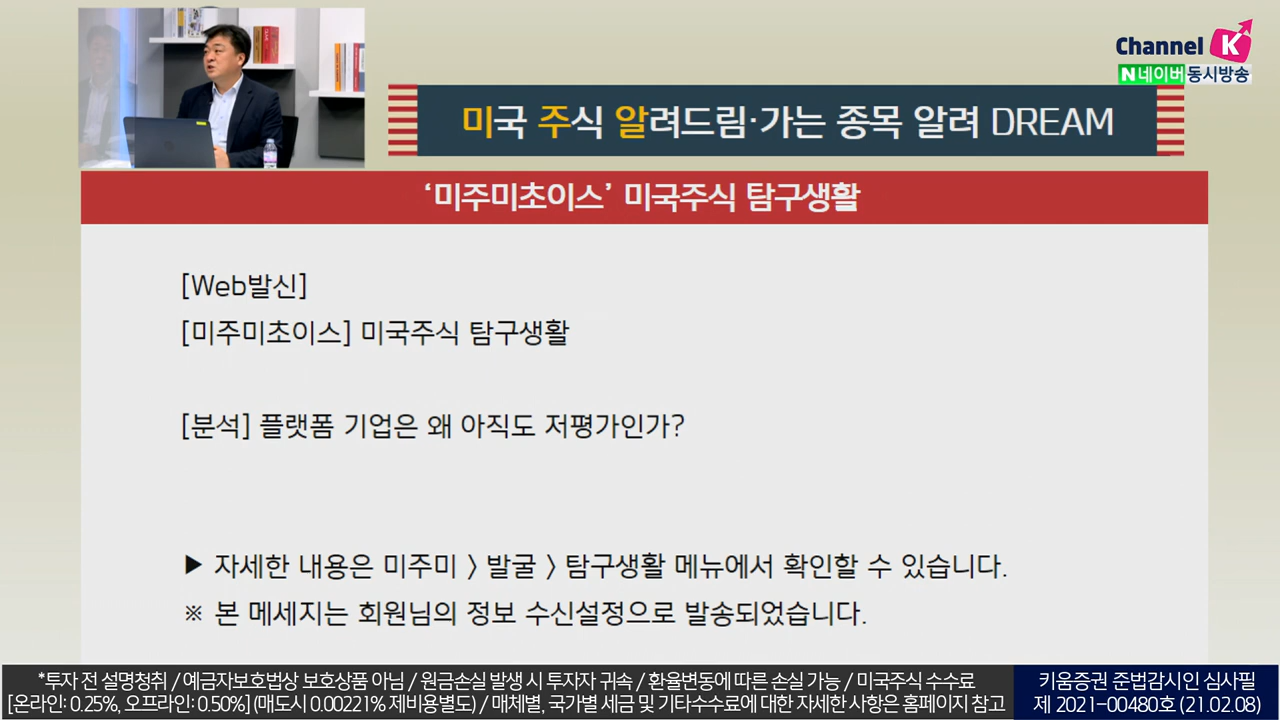 Channel K
N네이버 동시방송
미국 주식 알려드림·가는 종목 알려 DREAM
‘미주미초이스’ 미국주식 탐구생활
[Web발신]
[미주미초이스] 미국주식 탐구생활
[분석] 플랫폼 기업은 왜 아직도 저평가인가?
▶ 자세한 내용은 미주미 > 발굴 > 탐구생활 메뉴에서 확인할 수 있습니다.
※ 본 메세지는 회원님의 정보 수신설정으로 발송되었습니다.
*투자 전 설명청취 / 예금자보호법상 보호상품 아님 / 원금손실 발생 시 투자자 귀속 / 환율변동에 따른 손실 가능 / 미국주식 수수료
[온라인: 0.25%, 오프라인: 0.50%] (매도시 0.00221% 제비용별도) / 매체별, 국가별 세금 및 기타수수료에 대한 자세한 사항은 홈페이지 참고
키움증권 준법감시인 심사필
제 2021-00480호 (21.02.08)